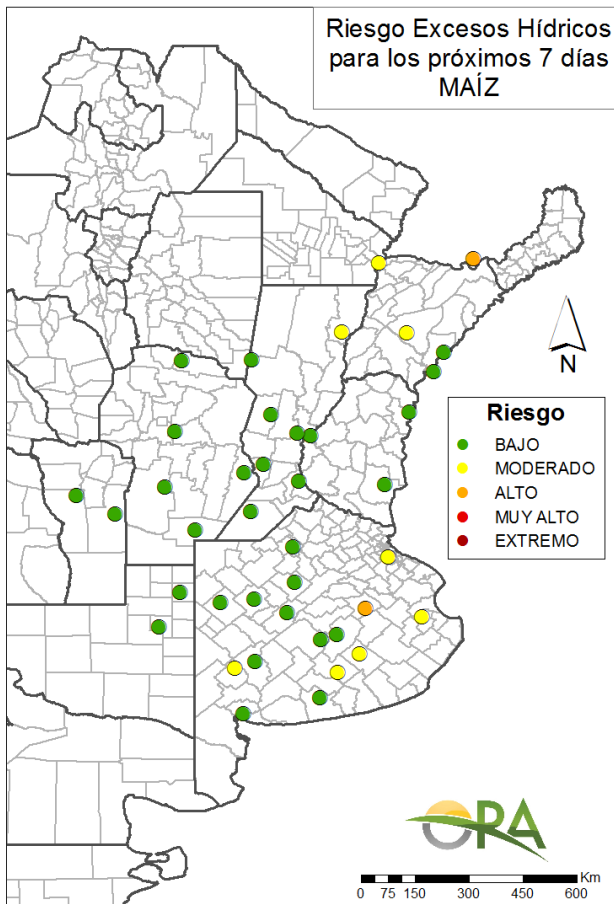 Riesgo Excesos Hídricos
para los próximos 7 días
MAÍZ
N
Riesgo
BAJO
MODERADO
ALTO
MUY ALTO
EXTREMO
OPA
Km
0 75 150 300 450 600